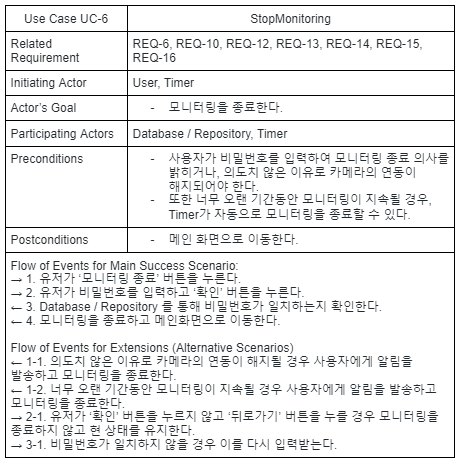 Use Case UC-6 StopMonitoring
Related Requirement REQ-6, REQ-10, REQ-12, REQ-13, REQ-14, REQ-15, REQ-16
Initiating Actor User, Timer
Actor's Goal - 모니터링을 종료한다.
Participating Actors Database / Repository, Timer
Preconditions - 사용자가 비밀번호를 입력하여 모니터링 종료 의사를
밝히거나, 의도치 않은 이유로 카메라의 연동이
해지되어야 한다.
- 또한 너무 오랜 기간동안 모니터링이 지속될 경우,
Timer가 자동으로 모니터링을 종료할 수 있다.
Postconditions - 메인 화면으로 이동한다.
Flow of Events for Main Success Scenario:
→ 1. 유저가 ‘모니터링 종료’ 버튼을 누른다.
→ 2. 유저가 비밀번호를 입력하고 ‘확인’ 버튼을 누른다.
← 3. Database / Repository 를 통해 비밀번호가 일치하는지 확인한다.
← 4. 모니터링을 종료하고 메인화면으로 이동한다.
Flow of Events for Extensions (Alternative Scenarios)
← 1-1. 의도치 않은 이유로 카메라의 연동이 해지될 경우 사용자에게 알림을
발송하고 모니터링을 종료한다.
← 1-2. 너무 오랜 기간동안 모니터링이 지속될 경우 사용자에게 알림을 발송하고
모니터링을 종료한다.
→ 2-1. 유저가 ‘확인’ 버튼을 누르지 않고 ‘뒤로가기’ 버튼을 누를 경우 모니터링을
종료하지 않고 현 상태를 유지한다.
→ 3-1. 비밀번호가 일치하지 않을 경우 이를 다시 입력받는다.